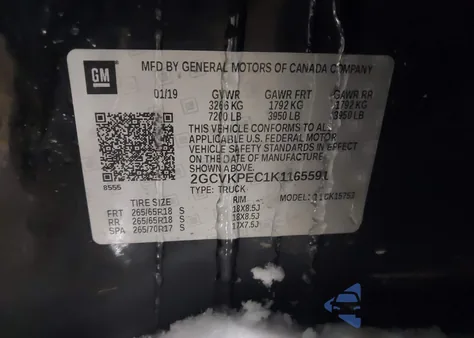 GM
MFD BY GENERAL MOTORS OF CANADA COMPANY
01/19 GVWR GAWR FRT GAWR RR
3266 KG 1792 KG 1792 KG
7200 LB 3950 LB 3950 LB
THIS VEHICLE CONFORMS TO ALL
APPLICABLE U.S. FEDERAL MOTOR
VEHICLE SAFETY STANDARDS IN EFFECT
ON THE DATE OF MANUFACTURE
SHOWN ABOVE.
8555 2GCVKPEC1K1165591
TYPE: TRUCK
TIRE SIZE RIM
FRT 265/65R18 S 18X8.5J
RR 265/65R18 S 18X8.5J
SPA 265/70R17 S 17X7.5J